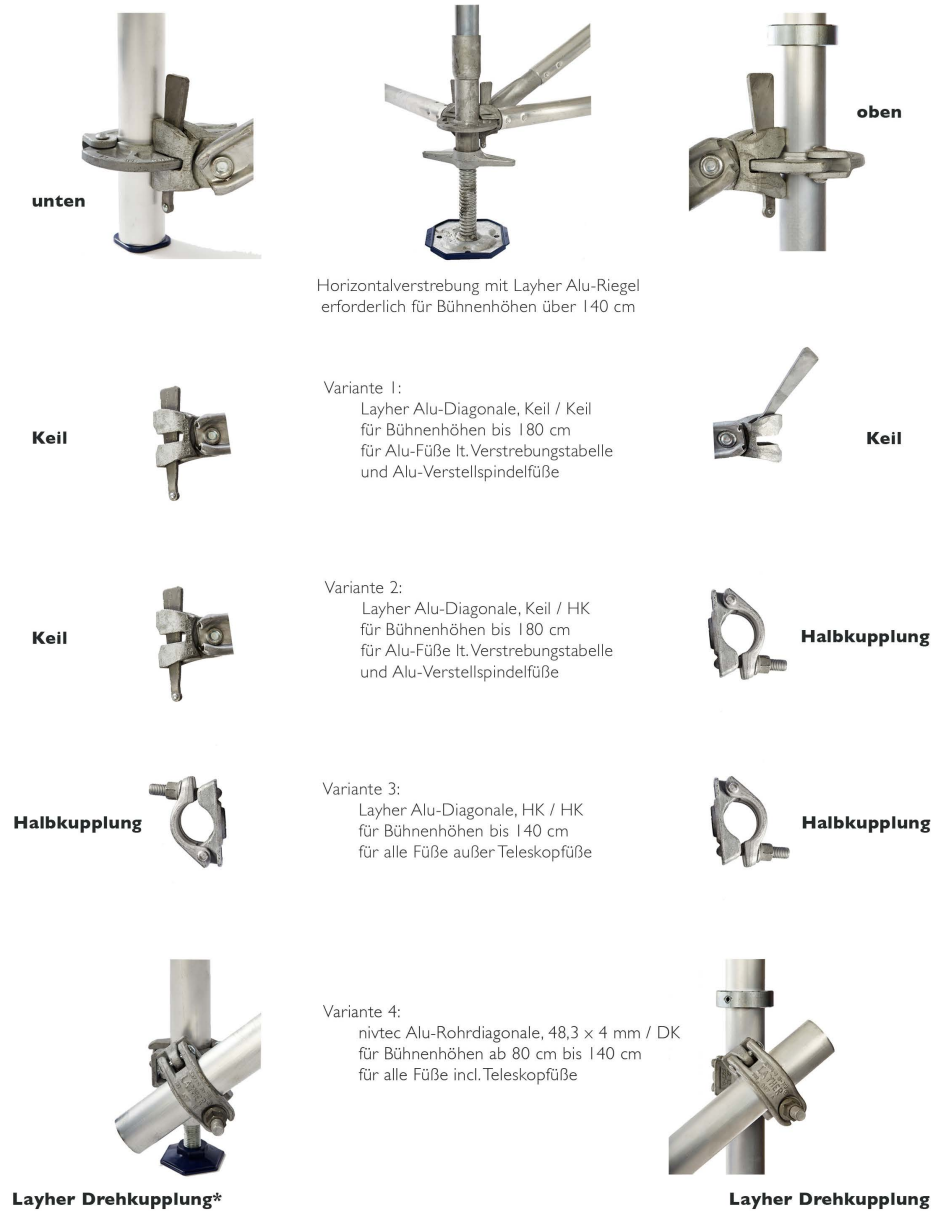 oben
unten
Horizontalverstrebung mit Layher Alu-Riegel
erforderlich für Bühnenhöhen über 140 cm
Variante 1:
Layher Alu-Diagonale, Keil / Keil
für Bühnenhöhen bis 180 cm
für Alu-Füße lt. Verstrebungstabelle
und Alu-Verstellspindelfüße
Keil
Keil
Variante 2:
Layher Alu-Diagonale, Keil / HK
für Bühnenhöhen bis 180 cm
für Alu-Füße lt. Verstrebungstabelle
und Alu-Verstellspindelfüße
Keil
Halbkupplung
Variante 3:
Layher Alu-Diagonale, HK / HK
für Bühnenhöhen bis 140 cm
für alle Füße außer Teleskopfüße
Halbkupplung
Halbkupplung
Variante 4:
nivtec Alu-Rohrdiagonale, 48,3 x 4 mm / DK
für Bühnenhöhen ab 80 cm bis 140 cm
für alle Füße incl. Teleskopfüße
LAYHER
LAYHER
Layher Drehkupplung*
Layher Drehkupplung